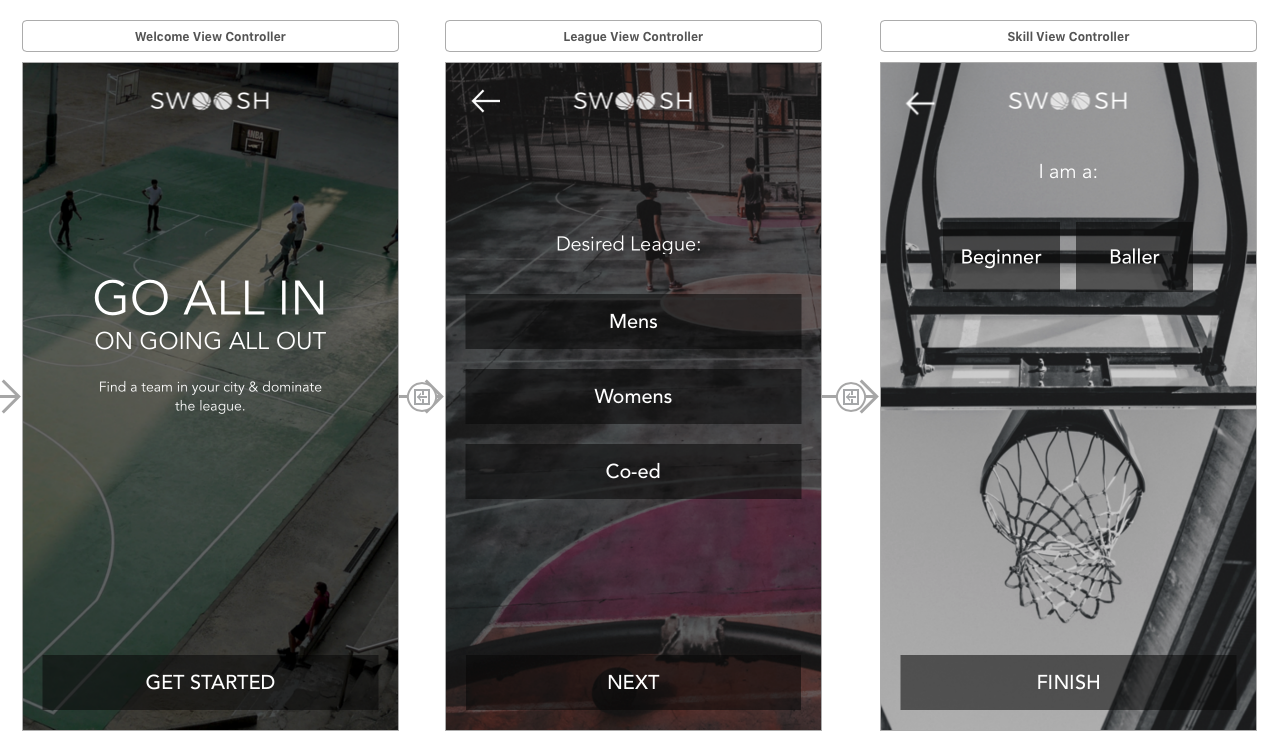 Welcome View Controller
SWOOSH
NBA
GO ALL IN
ON GOING ALL OUT
Find a team in your city & dominate
the league.
GET STARTED
League View Controller
SWOOSH
Desired League:
Mens
Womens
Co-ed
NEXT
Skill View Controller
SWOOSH
I am a:
Beginner
Baller
FINISH